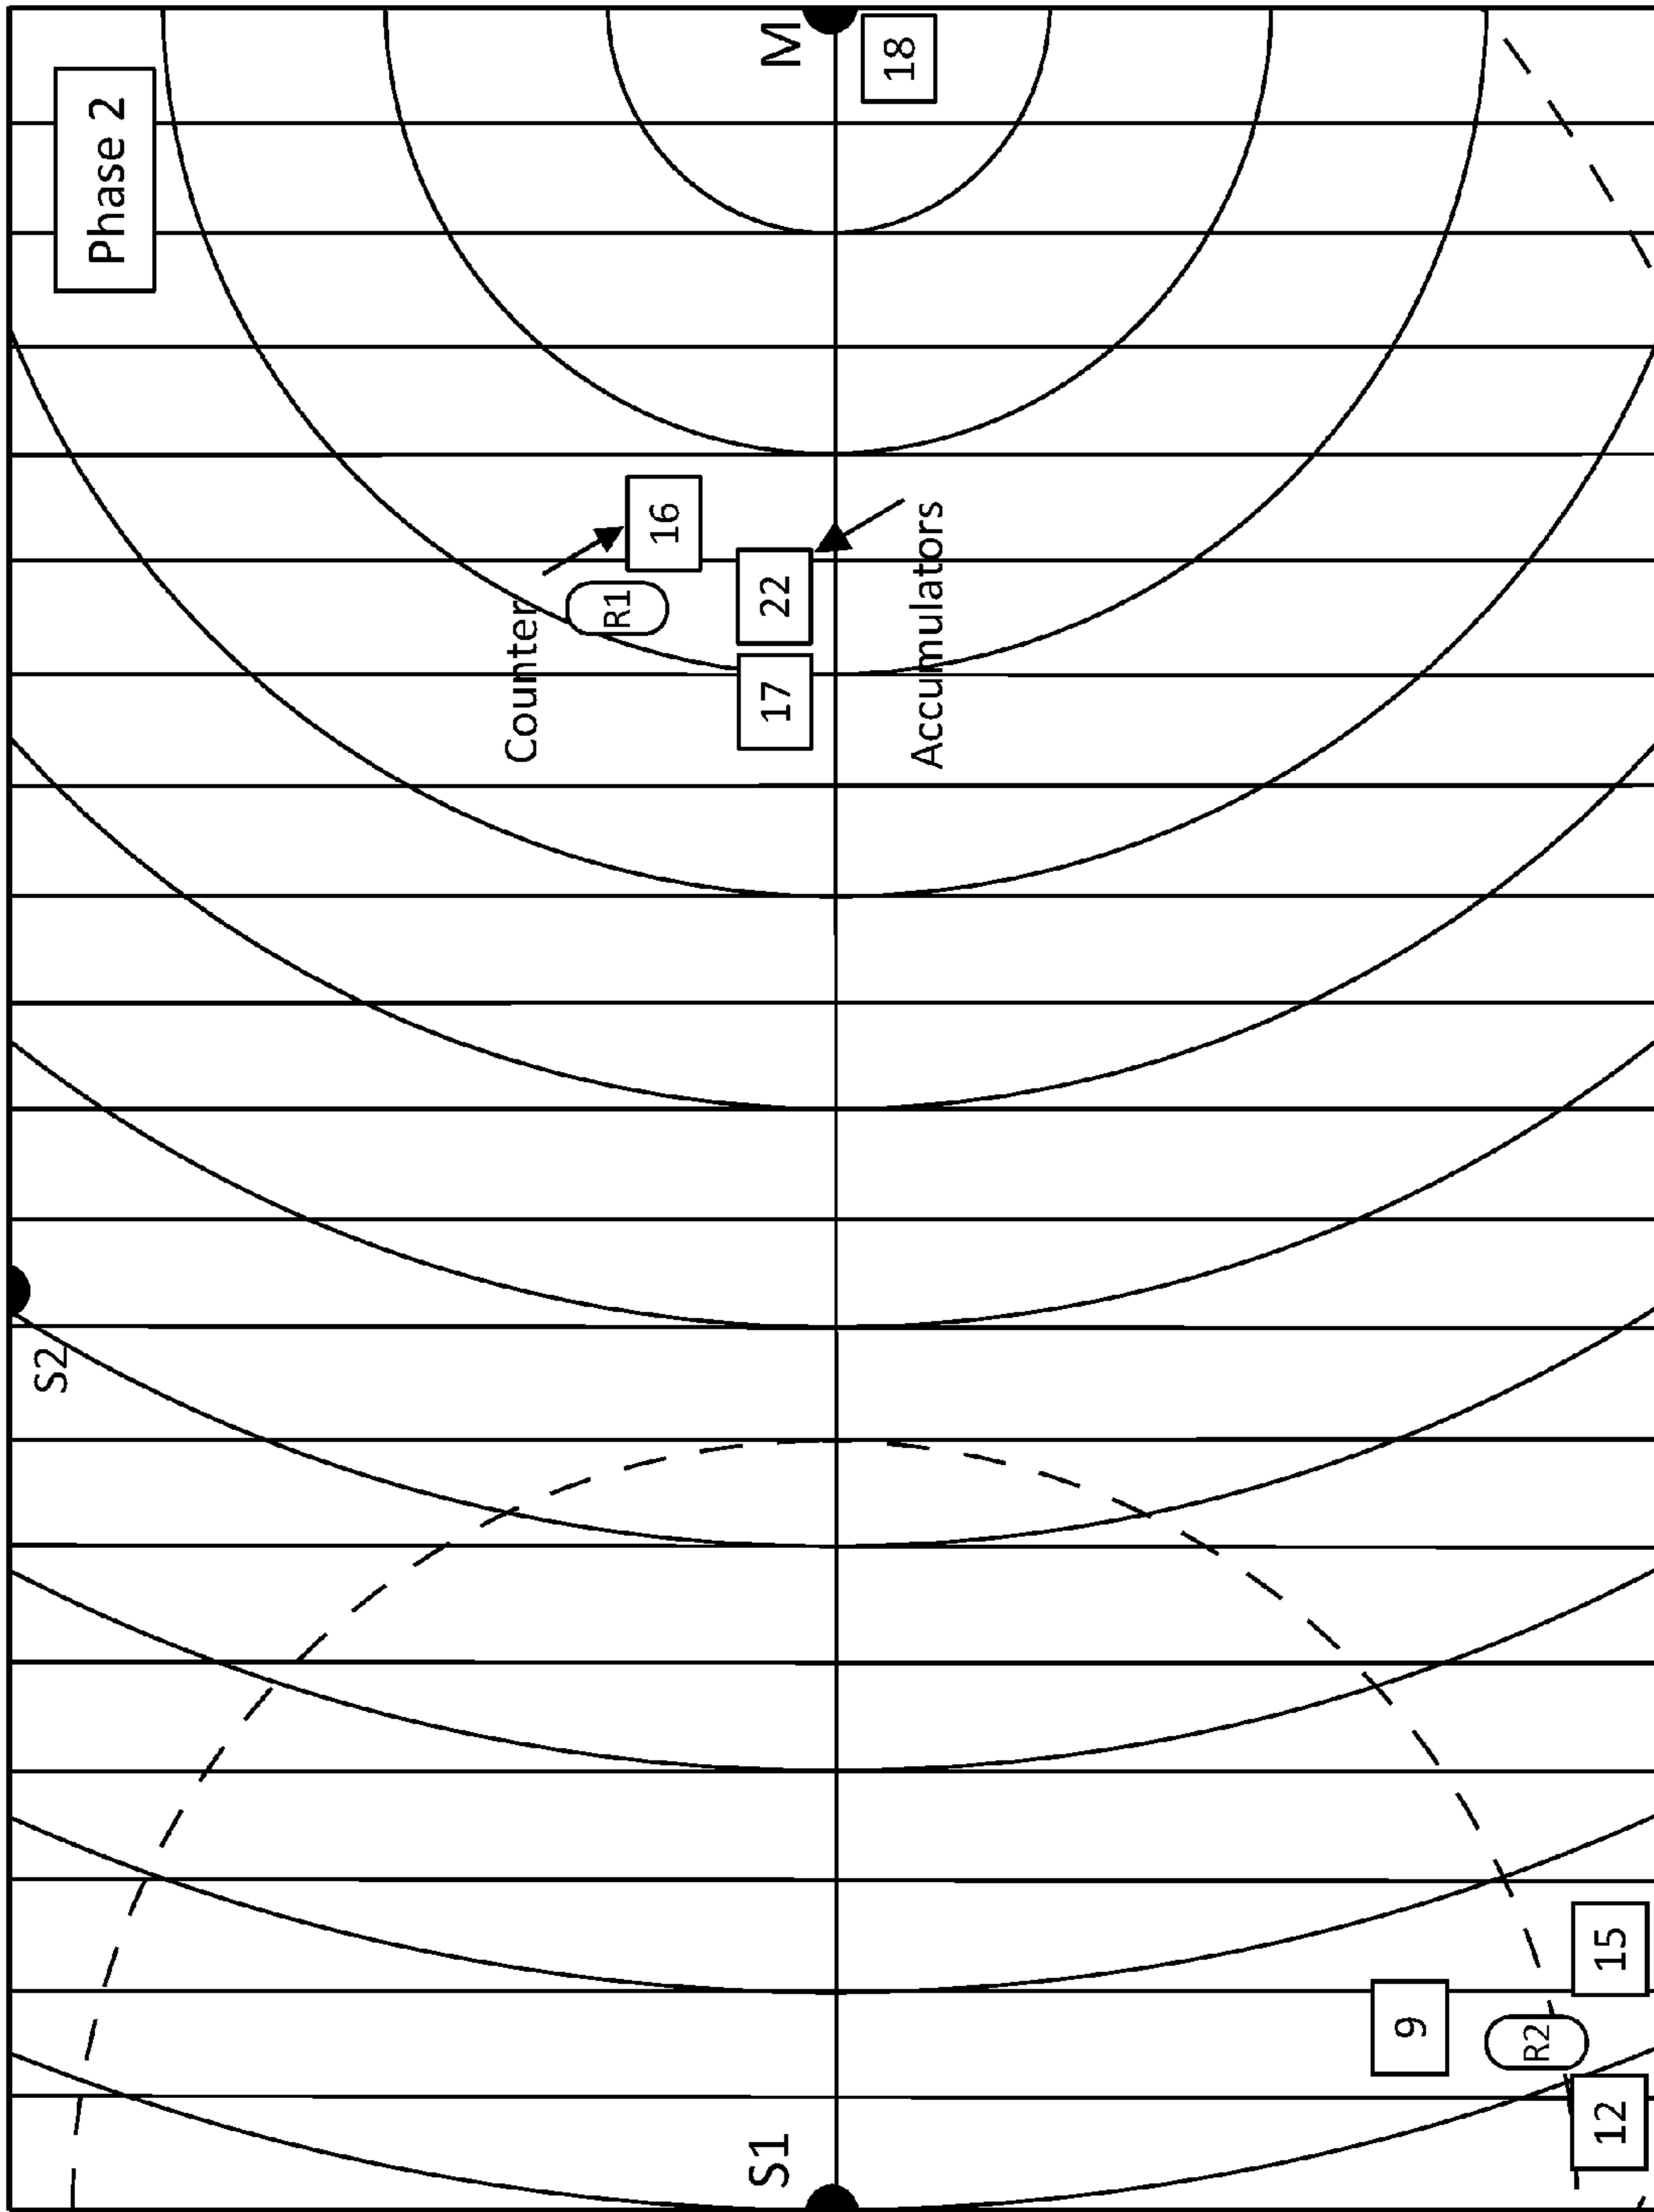 S2
Phase 2
Counter
R1
16
S1
17
22
M
18
Accumulators
9
R2
12
15